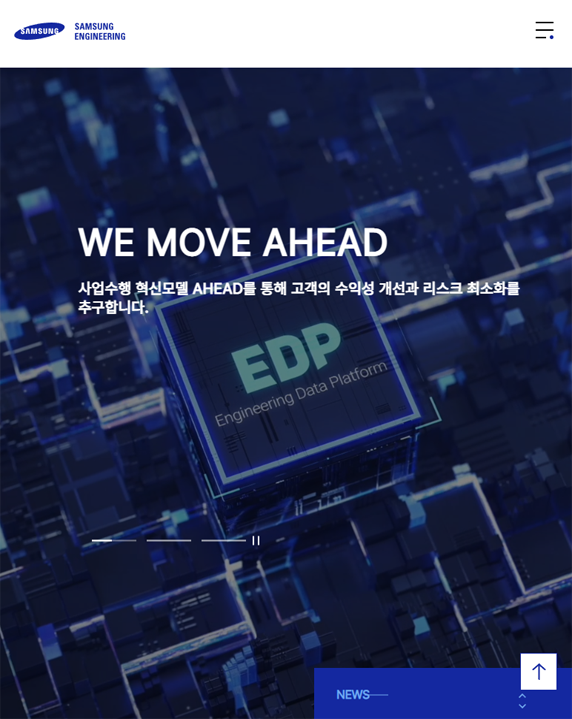 SAMSUNG
SAMSUNG
ENGINEERING
WE MOVE AHEAD
사업수행 혁신모델 AHEAD를 통해 고객의 수익성 개선과 리스크 최소화를
추구합니다.
EDP
Engineering Data Platform
NEWS